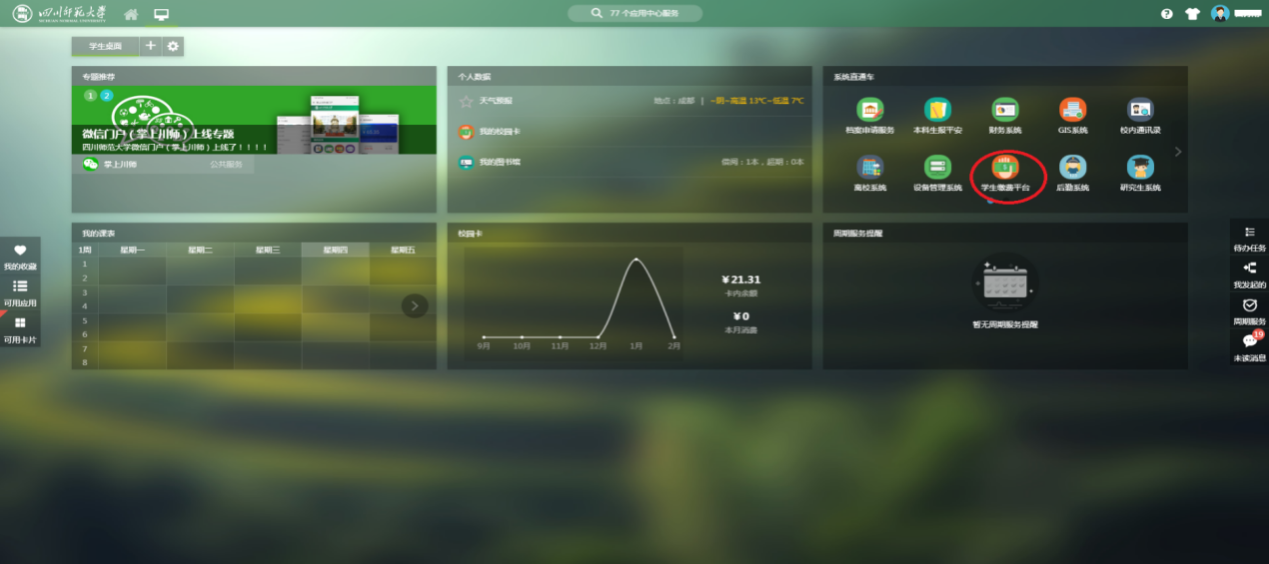 四川师范大学
SICHUAN NORMAL UNIVERSITY
77 个应用中心服务
学生桌面
专题推荐
1 2
微信门户（掌上川师）上线专题
四川师范大学微信门户（掌上川师）上线了！！！！
掌上川师 公共服务
个人数据
天气预报 地点：成都 | ~阴~高温 13℃~低温 7℃
我的校园卡
我的图书馆 借阅：1本，超期：0本
系统直通车
档案申请服务 本科生报平安 财务系统 GIS系统 校内通讯录
离校系统 设备管理系统 学生缴费平台 后勤系统 研究生系统
我的课表
1周 星期一 星期二 星期三 星期四 星期五
1
2
3
4
5
6
7
8
校园卡
¥21.31
卡内余额
¥0
本月消费
9月 10月 11月 12月 1月 2月
周期服务提醒
暂无周期服务提醒
我的收藏
可用应用
可用卡片
待办任务
我发起的
周期服务
19
未读消息